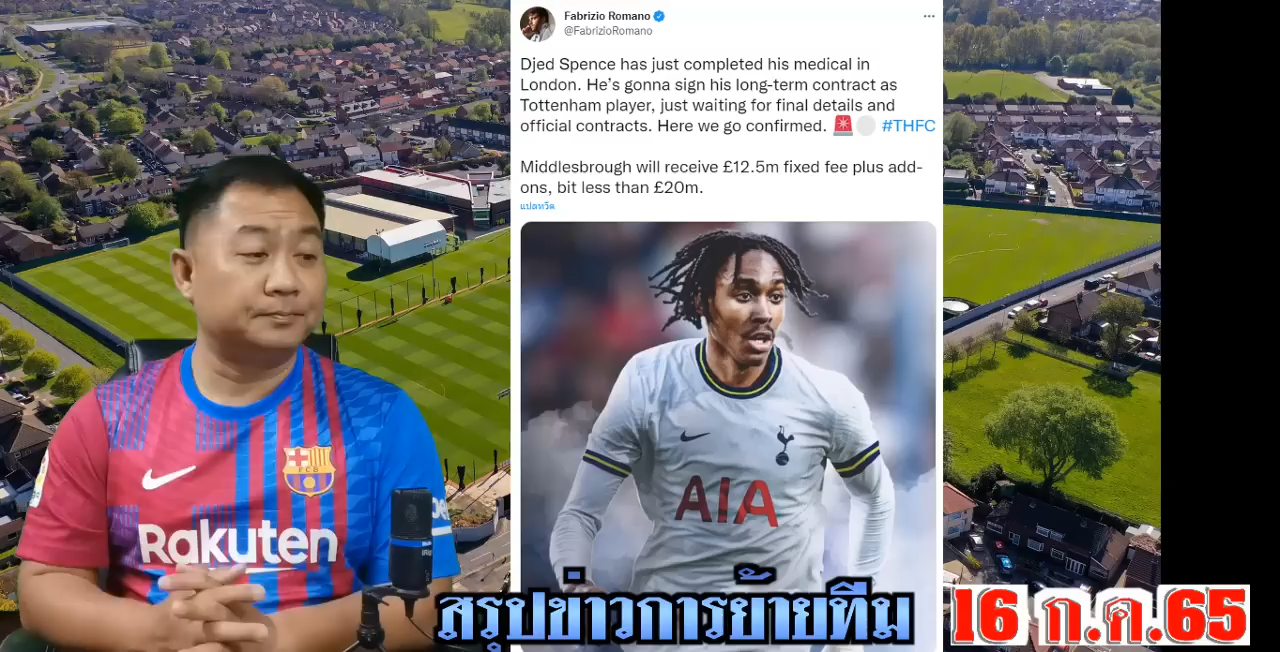 Fabrizio Romano
@FabrizioRomano
Djed Spence has just completed his medical in
London. He's gonna sign his long-term contract as
Tottenham player, just waiting for final details and
official contracts. Here we go confirmed. 🚨⚪️ #THFC
Middlesbrough will receive £12.5m fixed fee plus add-
ons, bit less than £20m.
แปลทวีต
AIA
FCB
Rakuten
สรุปข่าวการย้ายทีม
16 ก.ค.65